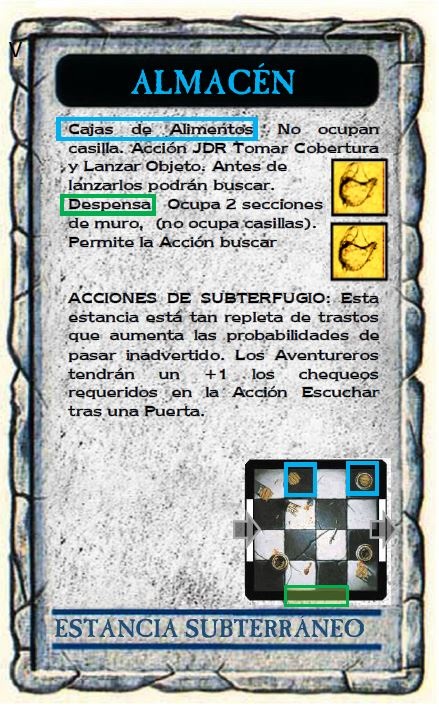 V
ALMACÉN
Cajas de Alimentos No ocupan
casilla. Acción JDR Tomar Cobertura
y Lanzar Objeto. Antes de
lanzarlos podrán buscar.
Despensa Ocupa 2 secciones
de muro, (no ocupa casillas).
Permite la Acción buscar
ACCIONES DE SUBTERFUGIO: Esta
estancia está tan repleta de trastos
que aumenta las probabilidades de
pasar inadvertido. Los Aventureros
tendrán un +1 los chequeos
requeridos en la Acción Escuchar
tras una Puerta.
ESTANCIA SUBTERRÁNEO